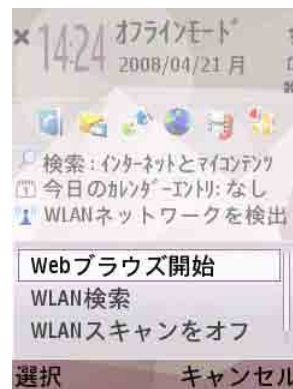 14:24 ｵﾌﾗｲﾝﾓｰﾄﾞ
2008/04/21 月
検索：ｲﾝﾀｰﾈｯﾄとﾏｲｺﾝﾃﾝﾂ
今日のｶﾚﾝﾀﾞｰｴﾝﾄﾘ: なし
WLANネットワークを検出
Webブラウズ開始
WLAN検索
WLANスキャンをオフ
選択 キャンセル